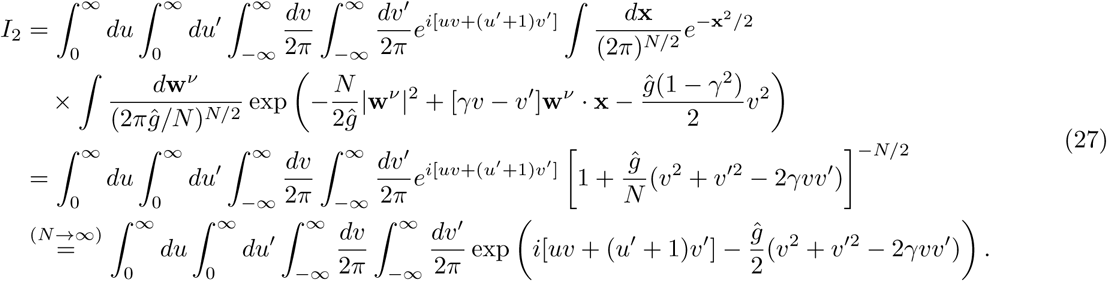 I_2 = \int_0^\infty du \int_0^\infty du' \int_{-\infty}^\infty \frac{dv}{2\pi} \int_{-\infty}^\infty \frac{dv'}{2\pi} e^{i[uv+(u'+1)v']} \int \frac{d\mathbf{x}}{(2\pi)^{N/2}} e^{-\mathbf{x}^2/2}
\times \int \frac{d\mathbf{w}^\nu}{(2\pi\hat{g}/N)^{N/2}} \exp\left(-\frac{N}{2\hat{g}}|\mathbf{w}^\nu|^2 + [\gamma v - v']\mathbf{w}^\nu \cdot \mathbf{x} - \frac{\hat{g}(1-\gamma^2)}{2}v^2\right)
= \int_0^\infty du \int_0^\infty du' \int_{-\infty}^\infty \frac{dv}{2\pi} \int_{-\infty}^\infty \frac{dv'}{2\pi} e^{i[uv+(u'+1)v']} \left[1 + \frac{\hat{g}}{N}(v^2 + v'^2 - 2\gamma vv')\right]^{-N/2} (27)
\stackrel{(N\to\infty)}{=} \int_0^\infty du \int_0^\infty du' \int_{-\infty}^\infty \frac{dv}{2\pi} \int_{-\infty}^\infty \frac{dv'}{2\pi} \exp\left(i[uv + (u'+1)v'] - \frac{\hat{g}}{2}(v^2 + v'^2 - 2\gamma vv')\right).